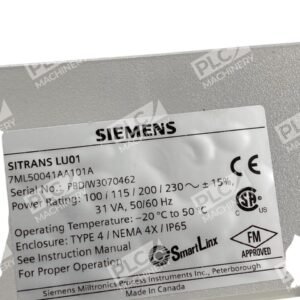 SIEMENS
SITRANS LU01
7ML50041AA101A
Serial No.: PBD/W3070462
Power Rating: 100 / 115 / 200 / 230 ~ ± 15%,
31 VA, 50/60 Hz
Operating Temperature: −20 °C to 50 °C
Enclosure: TYPE 4 / NEMA 4X / IP65
See Instruction Manual
For Proper Operation
SmartLinx
FM
APPROVED
Siemens Milltronics Process Instruments Inc., Peterborough
Made in Canada
PLC
MACHINERY